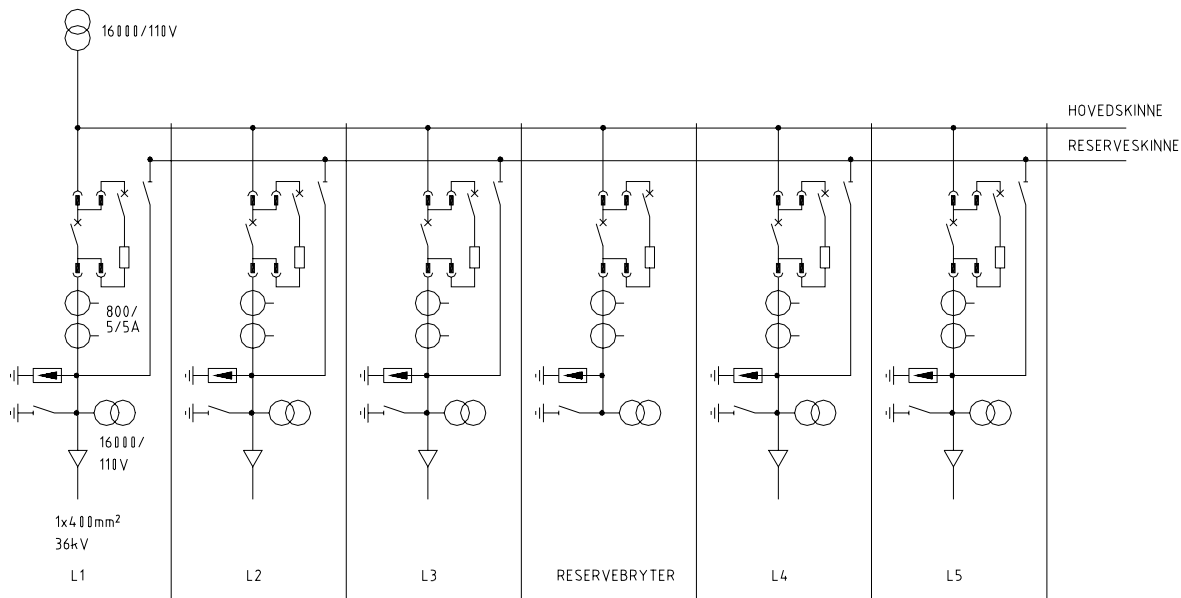 16000/110V
HOVEDSKINNE
RESERVESKINNE
800/
5/5A
16000/
110V
1x400mm²
36kV
L1
L2
L3
RESERVEBRYTER
L4
L5